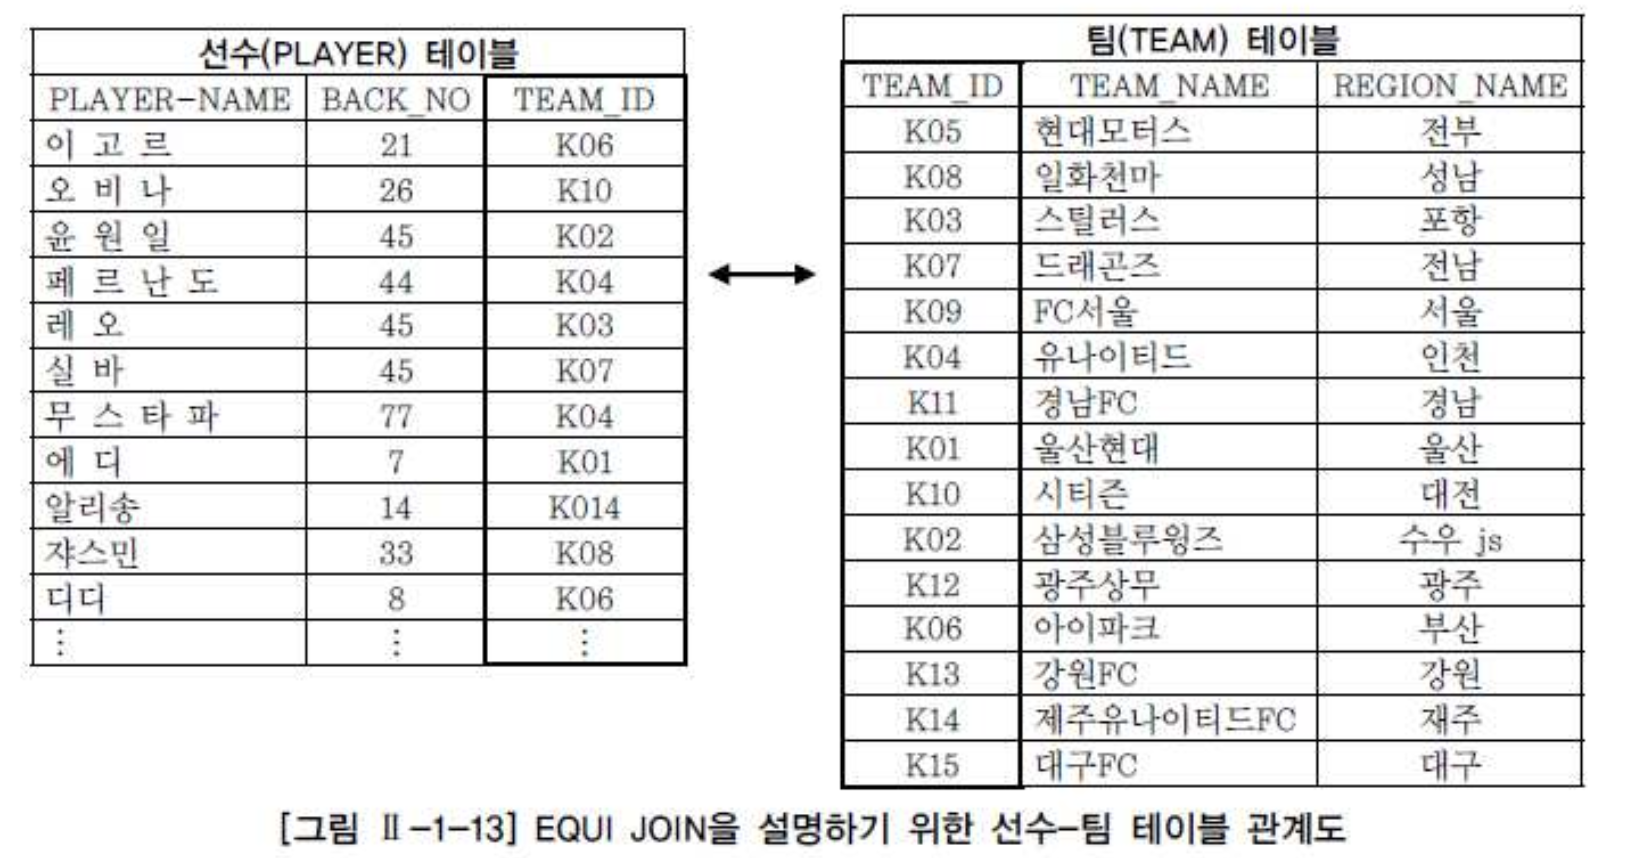 선수(PLAYER) 테이블
PLAYER-NAME BACK_NO TEAM_ID
이 고 르 21 K06
오 비 나 26 K10
윤 원 일 45 K02
페 르 난 도 44 K04
레 오 45 K03
실 바 45 K07
무 스 타 파 77 K04
에 디 7 K01
알리송 14 K014
쟈스민 33 K08
디디 8 K06
⋮ ⋮ ⋮
팀(TEAM) 테이블
TEAM_ID TEAM_NAME REGION_NAME
K05 현대모터스 전부
K08 일화천마 성남
K03 스틸러스 포항
K07 드래곤즈 전남
K09 FC서울 서울
K04 유나이티드 인천
K11 경남FC 경남
K01 울산현대 울산
K10 시티즌 대전
K02 삼성블루윙즈 수우 js
K12 광주상무 광주
K06 아이파크 부산
K13 강원FC 강원
K14 제주유나이티드FC 재주
K15 대구FC 대구
[그림 Ⅱ-1-13] EQUI JOIN을 설명하기 위한 선수-팀 테이블 관계도